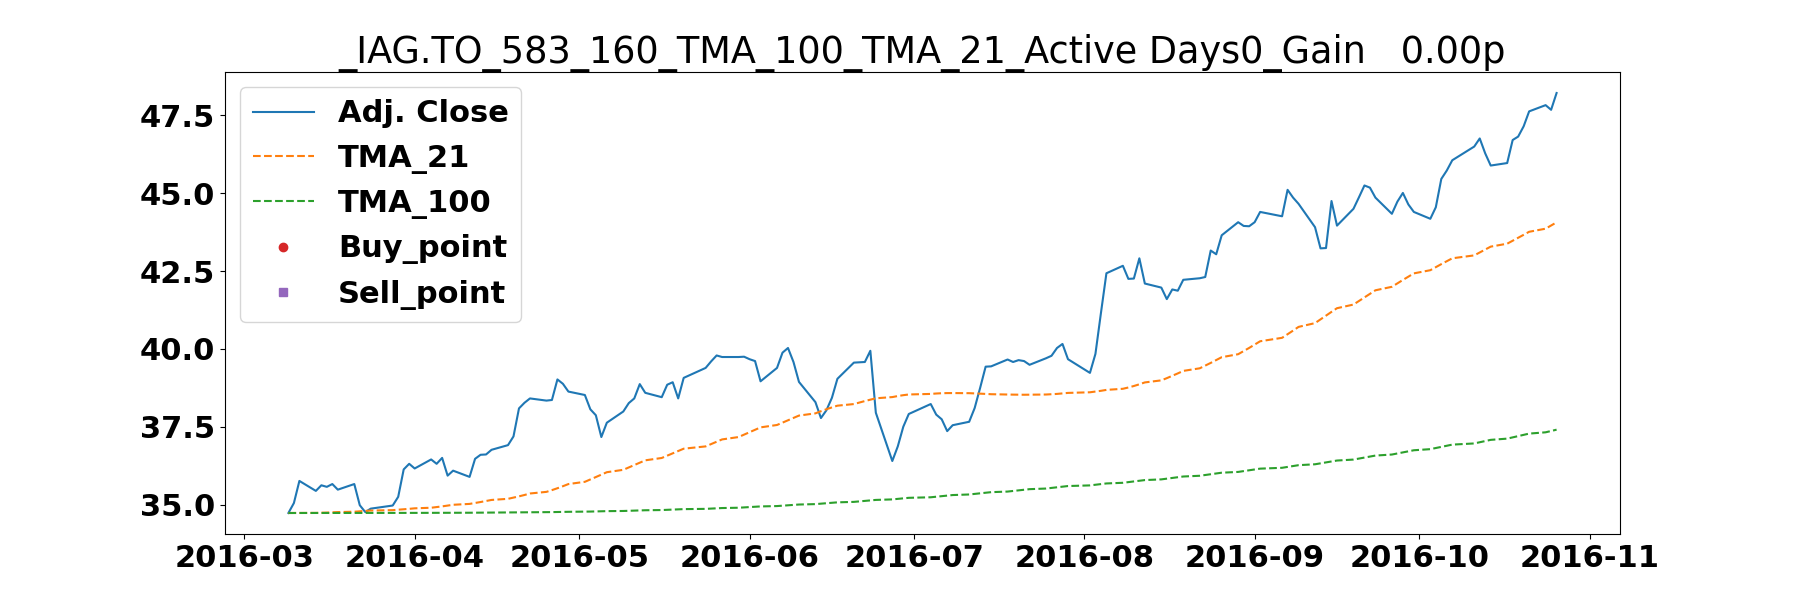 _IAG.TO_583_160_TMA_100_TMA_21_Active Days0_Gain   0.00p
Adj. Close
TMA_21
TMA_100
Buy_point
Sell_point
47.5
45.0
42.5
40.0
37.5
35.0
2016-03 2016-04 2016-05 2016-06 2016-07 2016-08 2016-09 2016-10 2016-11